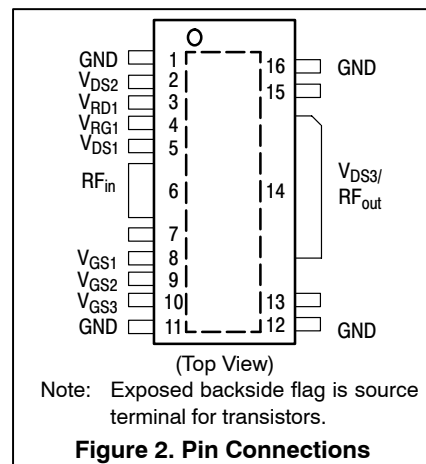 GND 1 16 GND
VDS2 2 15
VRD1 3
VRG1 4
VDS1 5
RFin 6 14 VDS3/
RFout
7
VGS1 8
VGS2 9
VGS3 10 13
GND 11 12 GND
(Top View)
Note: Exposed backside flag is source
terminal for transistors.
Figure 2. Pin Connections